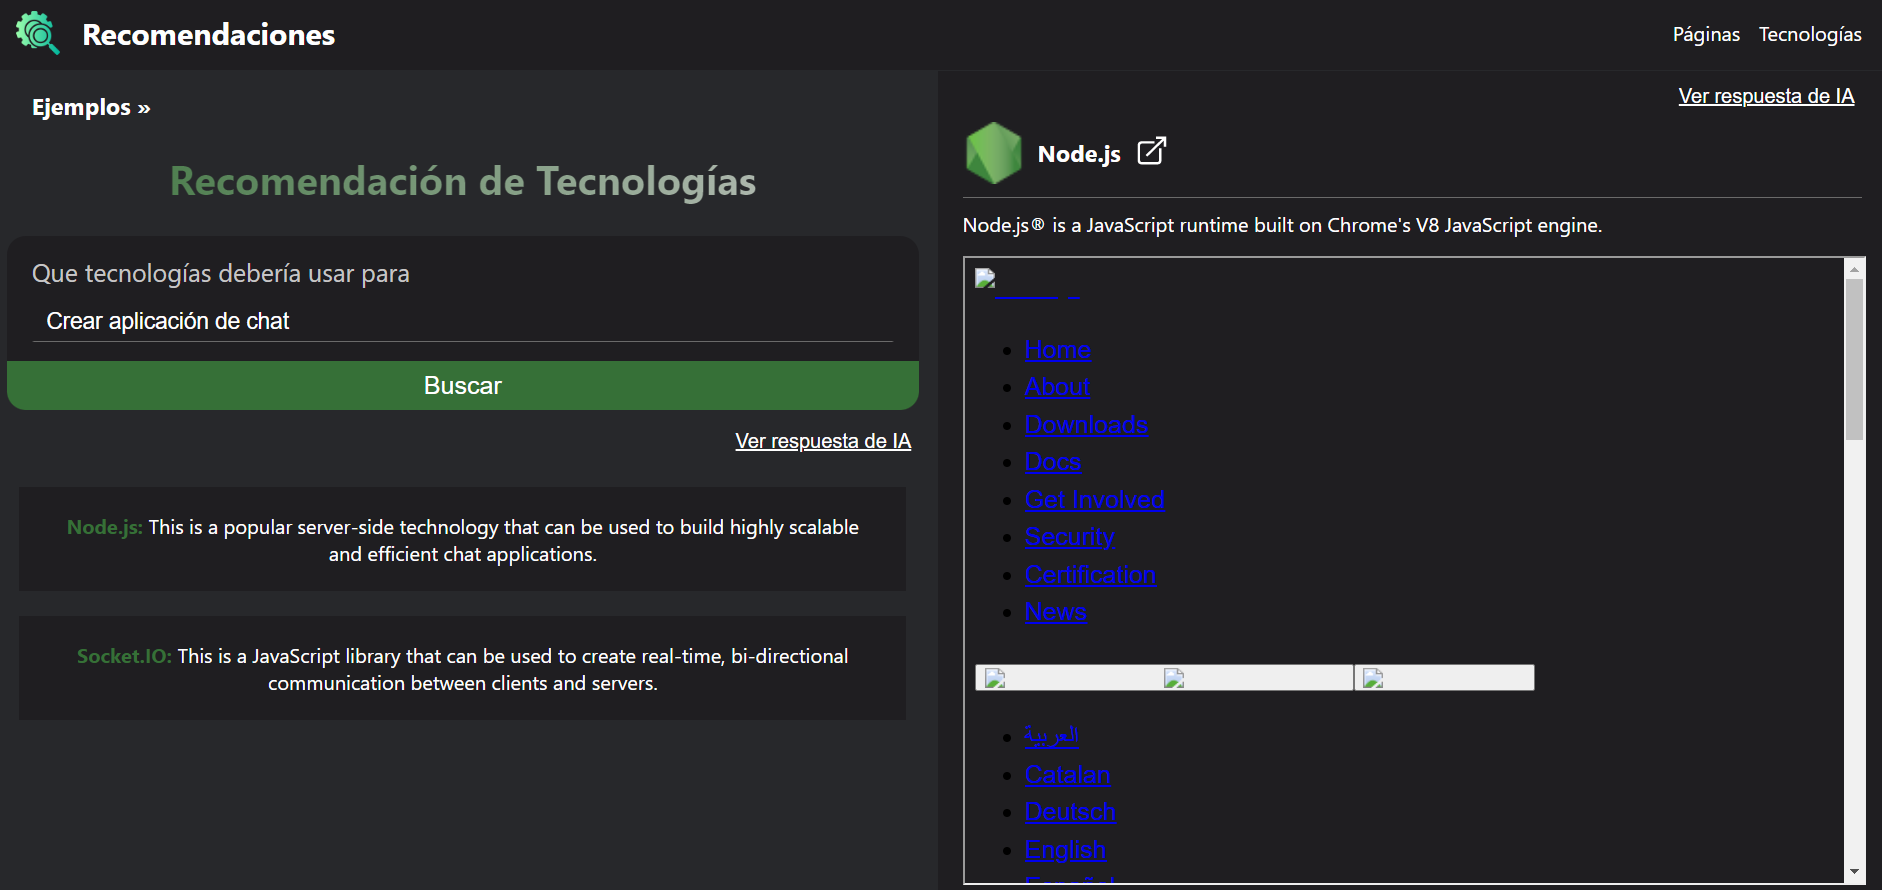 Recomendaciones
Páginas Tecnologías
Ejemplos »
Recomendación de Tecnologías
Que tecnologías debería usar para
Crear aplicación de chat
Buscar
Ver respuesta de IA
Node.js: This is a popular server-side technology that can be used to build highly scalable
and efficient chat applications.
Socket.IO: This is a JavaScript library that can be used to create real-time, bi-directional
communication between clients and servers.
Ver respuesta de IA
Node.js
Node.js® is a JavaScript runtime built on Chrome's V8 JavaScript engine.
Home
About
Downloads
Docs
Get Involved
Security
Certification
News
العربية
Catalan
Deutsch
English